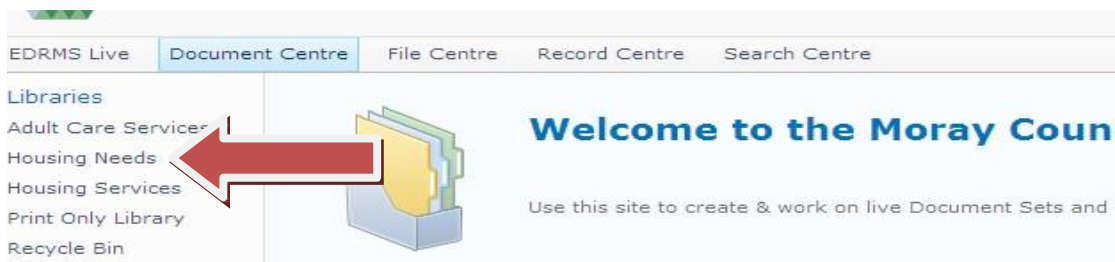 EDRMS Live Document Centre File Centre Record Centre Search Centre
Libraries
Adult Care Services
Housing Needs
Housing Services
Print Only Library
Recycle Bin
Welcome to the Moray Coun
Use this site to create & work on live Document Sets and